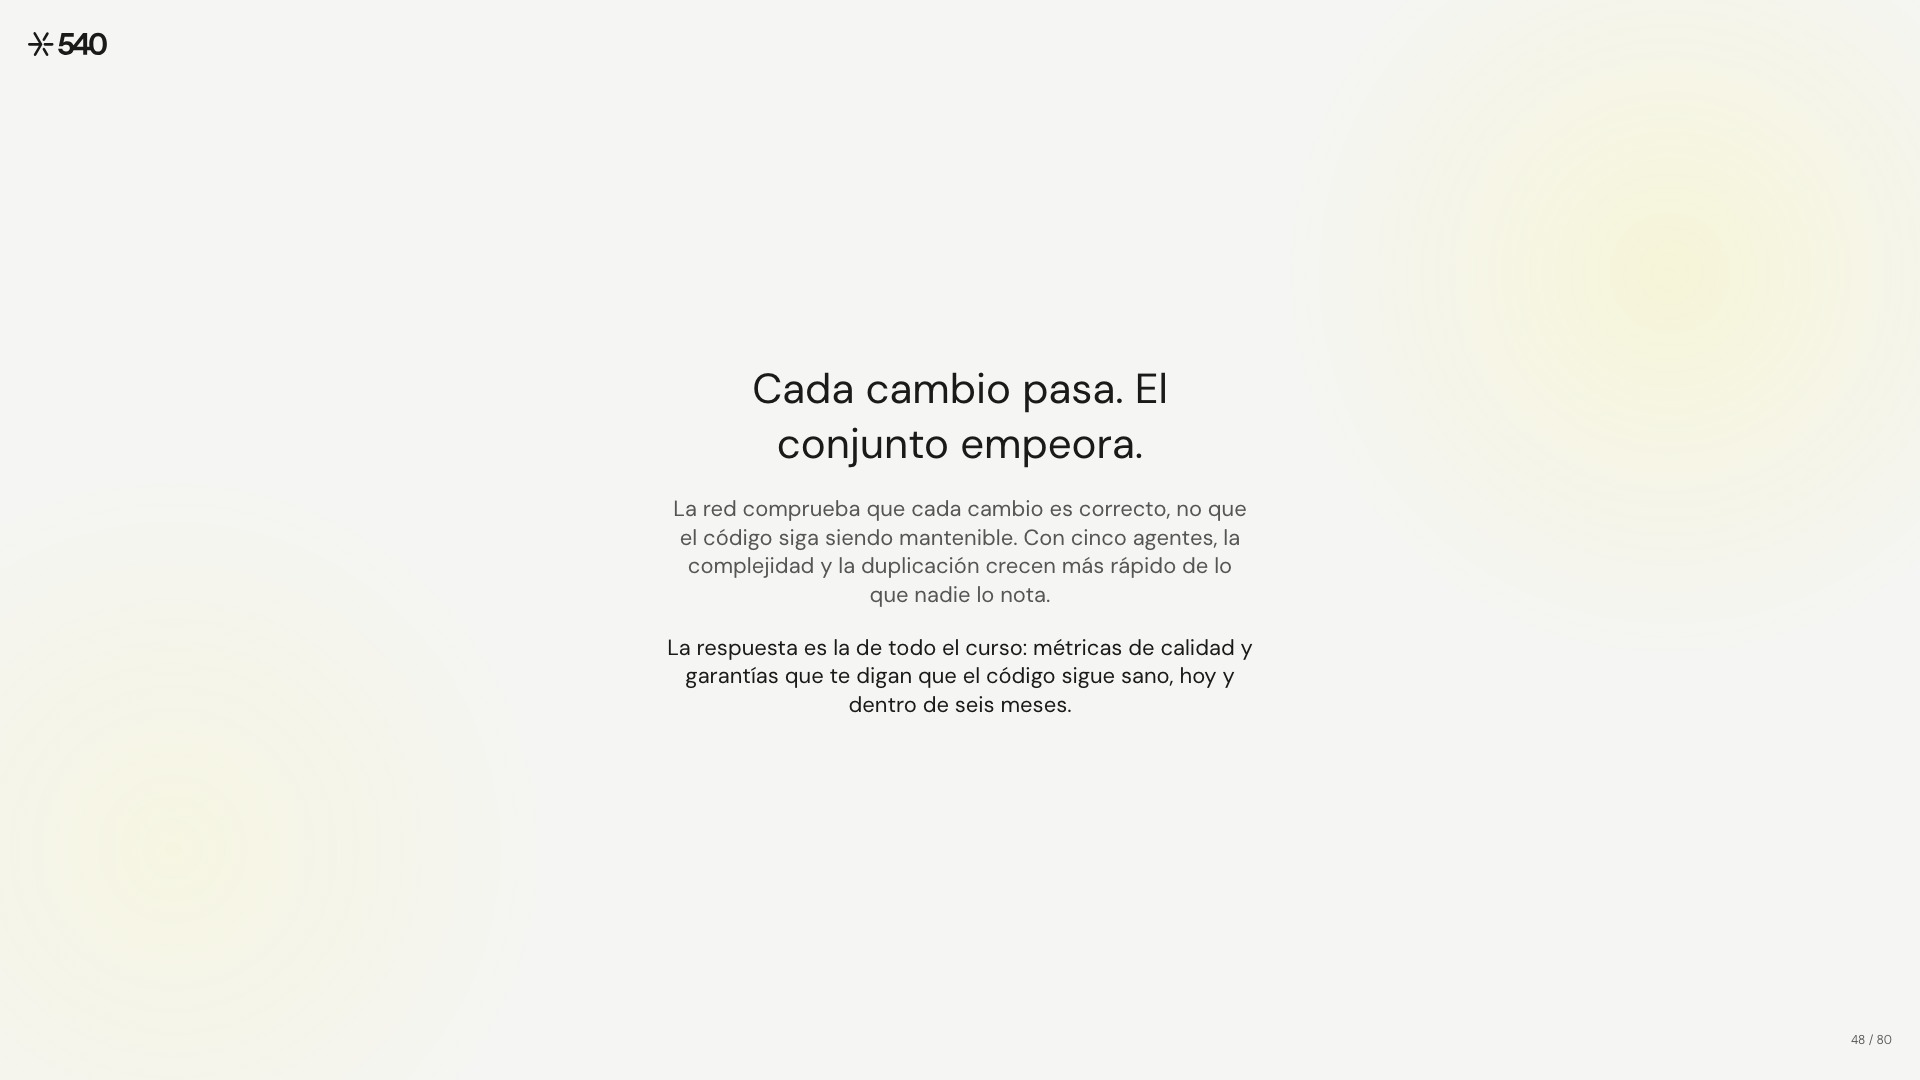 540
Cada cambio pasa. El
conjunto empeora.
La red comprueba que cada cambio es correcto, no que
el código siga siendo mantenible. Con cinco agentes, la
complejidad y la duplicación crecen más rápido de lo
que nadie lo nota.
La respuesta es la de todo el curso: métricas de calidad y
garantías que te digan que el código sigue sano, hoy y
dentro de seis meses.
48 / 80